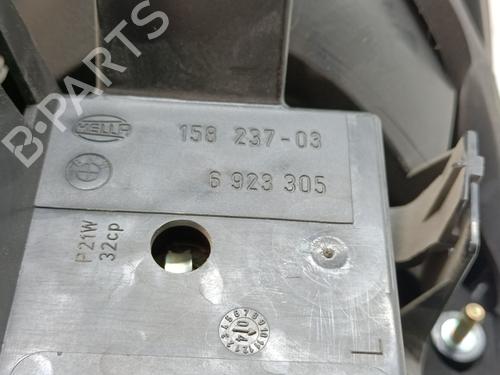 B-PARTS
HELLA 158 237-03
6 923 305
P21W
32cp
L